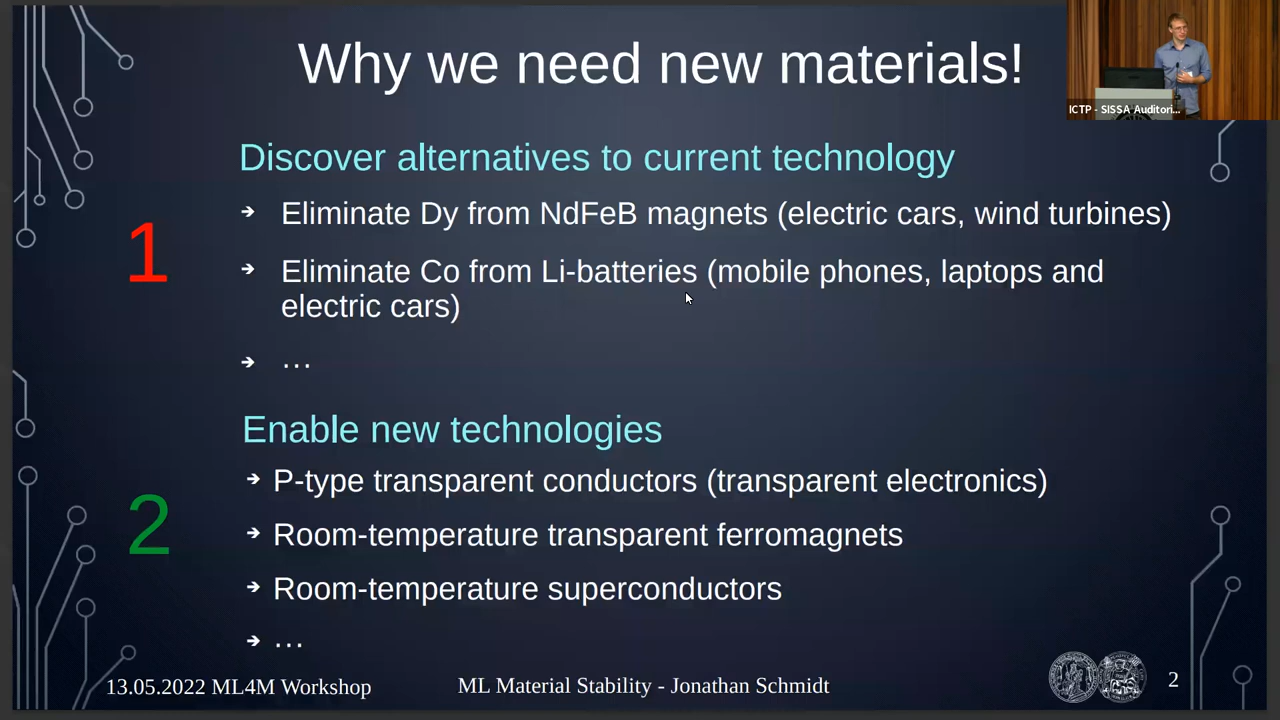 Why we need new materials!
ICTP - SISSA Auditori...
Discover alternatives to current technology
1
➔ Eliminate Dy from NdFeB magnets (electric cars, wind turbines)
➔ Eliminate Co from Li-batteries (mobile phones, laptops and
electric cars)
➔ …
Enable new technologies
2
➔ P-type transparent conductors (transparent electronics)
➔ Room-temperature transparent ferromagnets
➔ Room-temperature superconductors
➔ …
13.05.2022 ML4M Workshop
ML Material Stability - Jonathan Schmidt
2